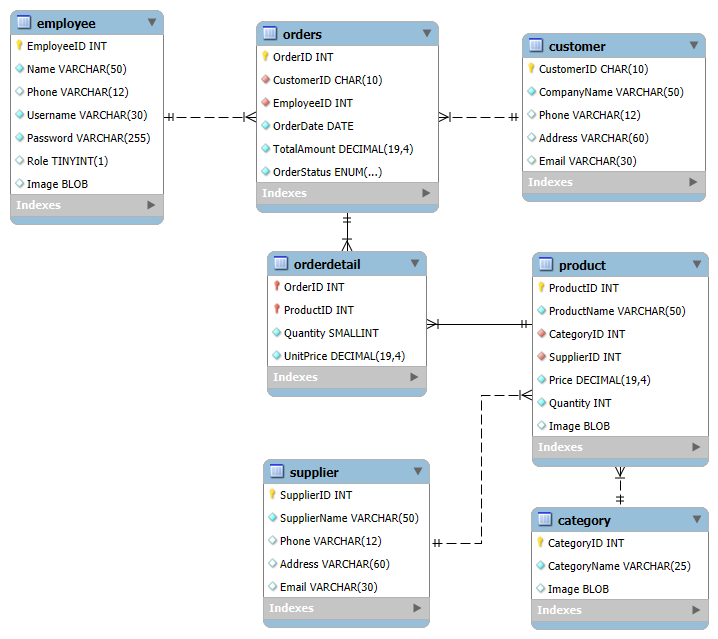 employee
EmployeeID INT
Name VARCHAR(50)
Phone VARCHAR(12)
Username VARCHAR(30)
Password VARCHAR(255)
Role TINYINT(1)
Image BLOB
Indexes
orders
OrderID INT
CustomerID CHAR(10)
EmployeeID INT
OrderDate DATE
TotalAmount DECIMAL(19,4)
OrderStatus ENUM(...)
Indexes
customer
CustomerID CHAR(10)
CompanyName VARCHAR(50)
Phone VARCHAR(12)
Address VARCHAR(60)
Email VARCHAR(30)
Indexes
orderdetail
OrderID INT
ProductID INT
Quantity SMALLINT
UnitPrice DECIMAL(19,4)
Indexes
product
ProductID INT
ProductName VARCHAR(50)
CategoryID INT
SupplierID INT
Price DECIMAL(19,4)
Quantity INT
Image BLOB
Indexes
supplier
SupplierID INT
SupplierName VARCHAR(50)
Phone VARCHAR(12)
Address VARCHAR(60)
Email VARCHAR(30)
Indexes
category
CategoryID INT
CategoryName VARCHAR(25)
Image BLOB
Indexes